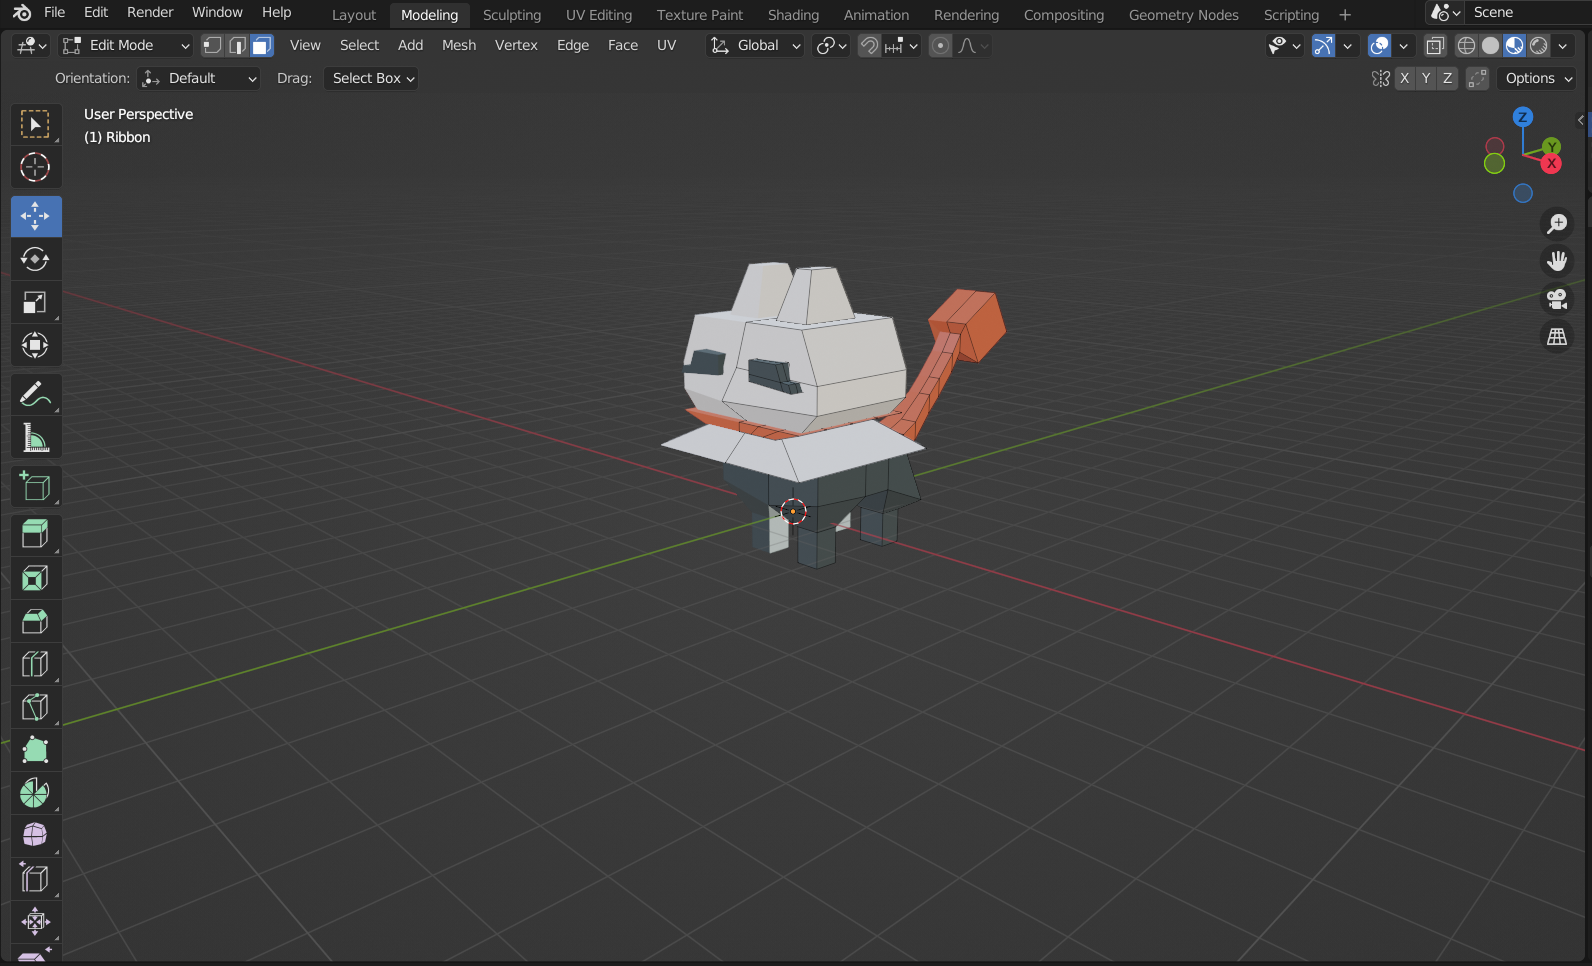 File Edit Render Window Help Layout Modeling Sculpting UV Editing Texture Paint Shading Animation Rendering Compositing Geometry Nodes Scripting + Scene
Edit Mode View Select Add Mesh Vertex Edge Face UV Global
Orientation: Default Drag: Select Box X Y Z Options
User Perspective
(1) Ribbon
Z
Y
X